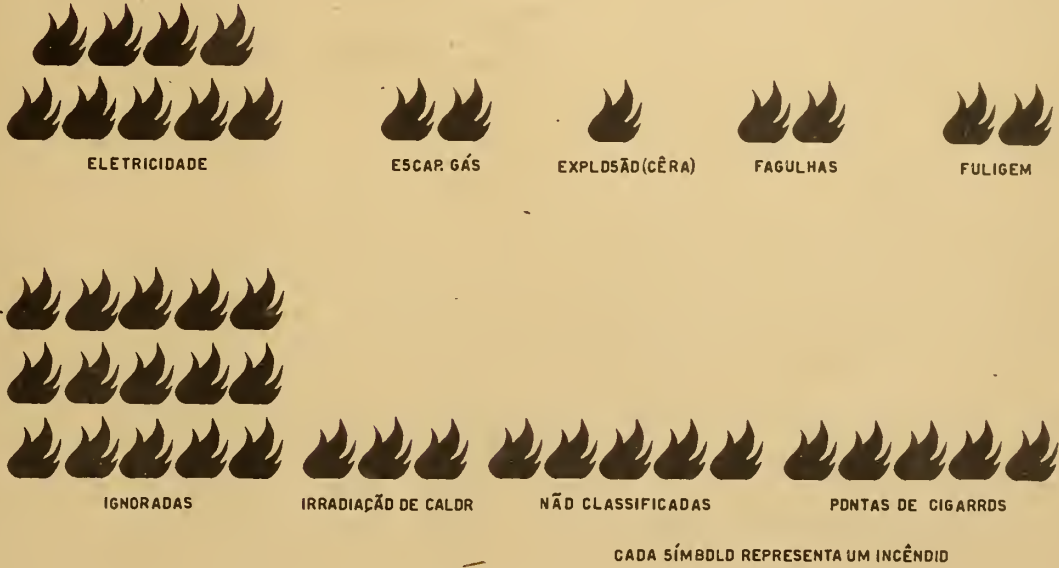 ELETRICIDADE
ESCAP. GÁS
EXPLOSÃO (CÊRA)
FAGULHAS
FULIGEM
IGNORADAS
IRRADIAÇÃO DE CALOR
NÃO CLASSIFICADAS
PONTAS DE CIGARROS
CADA SÍMBOLO REPRESENTA UM INCÊNDIO